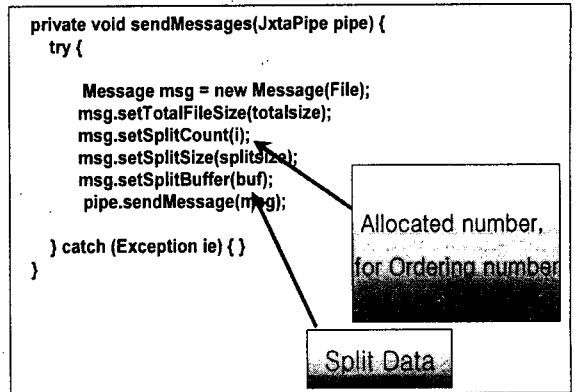 private void sendMessages(JxtaPipe pipe) {
try {
Message msg = new Message(File);
msg.setTotalFileSize(totalsize);
msg.setSplitCount(i);
msg.setSplitSize(splitsize);
msg.setSplitBuffer(buf);
pipe.sendMessage(msg);
} catch (Exception ie) { }
}
Allocated number,
for Ordering number
Split Data